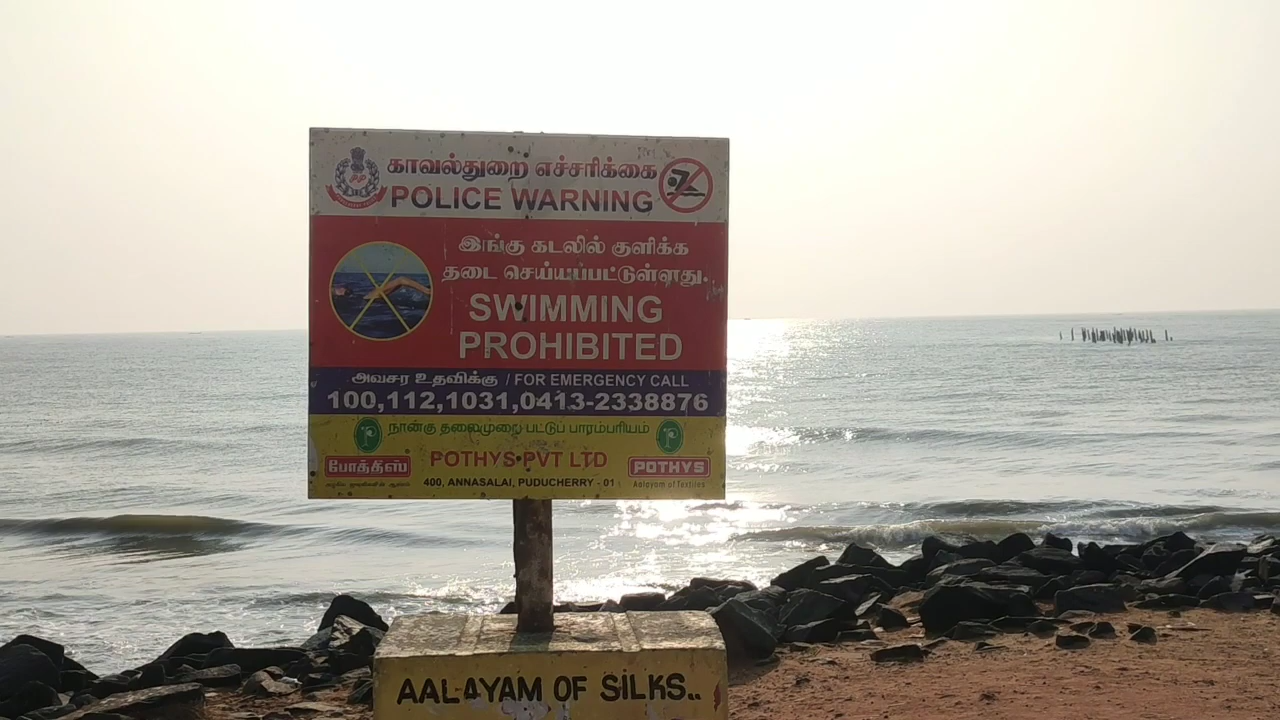 காவல்துறை எச்சரிக்கை
POLICE WARNING
இங்கு கடலில் குளிக்க
தடை செய்யப்பட்டுள்ளது.
SWIMMING
PROHIBITED
அவசர உதவிக்கு / FOR EMERGENCY CALL
100,112,1031,0413-2338876
நான்கு தலைமுறை பட்டுப் பாரம்பரியம்
போத்தீஸ் POTHYS PVT LTD POTHYS
400, ANNASALAI, PUDUCHERRY - 01 Aalayam of Textiles
AALAYAM OF SILKS..